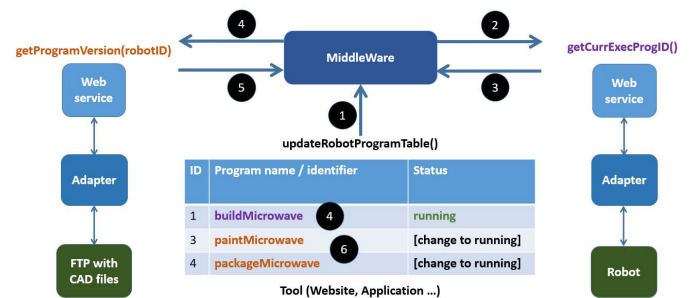 4
2
getProgramVersion(robotID)
MiddleWare
getCurrExecProgID()
5
3
Web
service
1
Web
service
updateRobotProgramTable()
ID Program name / identifier Status
Adapter
Adapter
1 buildMicrowave 4 running
3 paintMicrowave [change to running]
6
4 packageMicrowave [change to running]
FTP with
CAD files
Robot
Tool (Website, Application ...)